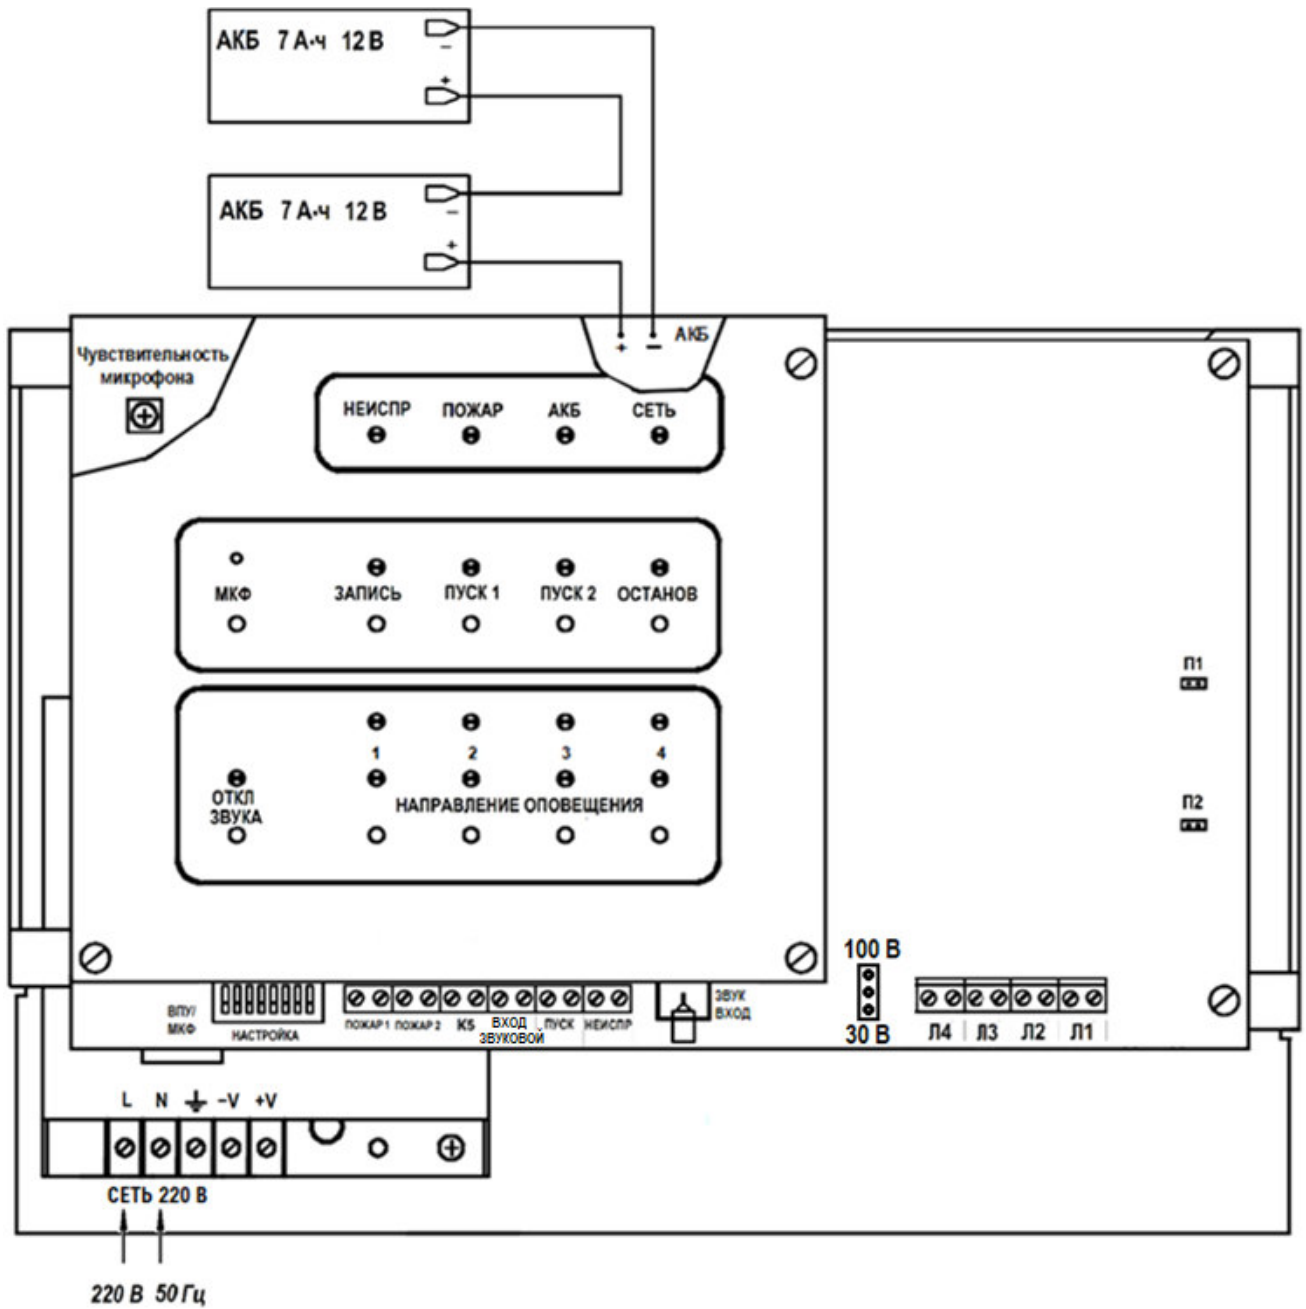 АКБ 7 А·ч 12 В
−
+
АКБ 7 А·ч 12 В
−
+
+ − АКБ
Чувствительность
микрофона
НЕИСПР ПОЖАР АКБ СЕТЬ
МКФ ЗАПИСЬ ПУСК 1 ПУСК 2 ОСТАНОВ
П1
1 2 3 4
ОТКЛ
ЗВУКА
НАПРАВЛЕНИЕ ОПОВЕЩЕНИЯ
П2
100 В
30 В
ВПУ/
МКФ
НАСТРОЙКА
ПОЖАР 1 ПОЖАР 2 К5 ВХОД
ЗВУКОВОЙ
ПУСК НЕИСПР
ЗВУК
ВХОД
Л4 Л3 Л2 Л1
L N −V +V
СЕТЬ 220 В
220 В 50 Гц